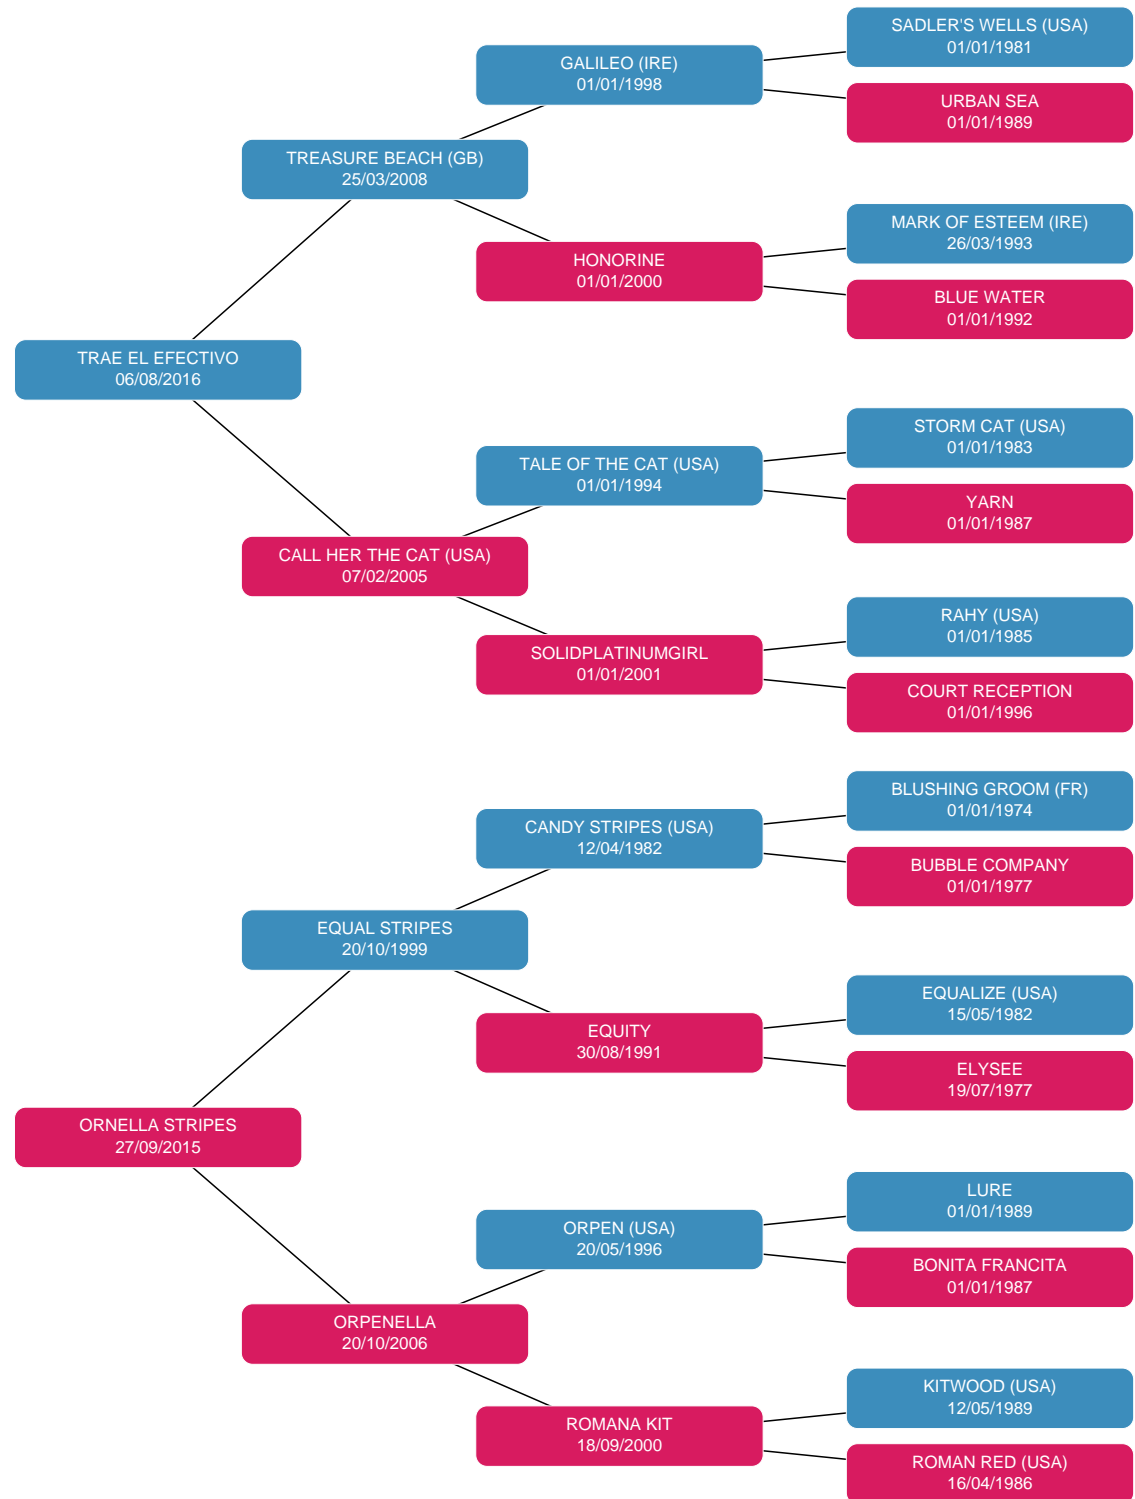 SADLER'S WELLS (USA)
01/01/1981
GALILEO (IRE)
01/01/1998
URBAN SEA
01/01/1989
TREASURE BEACH (GB)
25/03/2008
MARK OF ESTEEM (IRE)
26/03/1993
HONORINE
01/01/2000
BLUE WATER
01/01/1992
TRAE EL EFECTIVO
06/08/2016
STORM CAT (USA)
01/01/1983
TALE OF THE CAT (USA)
01/01/1994
YARN
01/01/1987
CALL HER THE CAT (USA)
07/02/2005
RAHY (USA)
01/01/1985
SOLIDPLATINUMGIRL
01/01/2001
COURT RECEPTION
01/01/1996
BLUSHING GROOM (FR)
01/01/1974
CANDY STRIPES (USA)
12/04/1982
BUBBLE COMPANY
01/01/1977
EQUAL STRIPES
20/10/1999
EQUALIZE (USA)
15/05/1982
EQUITY
30/08/1991
ELYSEE
19/07/1977
ORNELLA STRIPES
27/09/2015
LURE
01/01/1989
ORPEN (USA)
20/05/1996
BONITA FRANCITA
01/01/1987
ORPENELLA
20/10/2006
KITWOOD (USA)
12/05/1989
ROMANA KIT
18/09/2000
ROMAN RED (USA)
16/04/1986